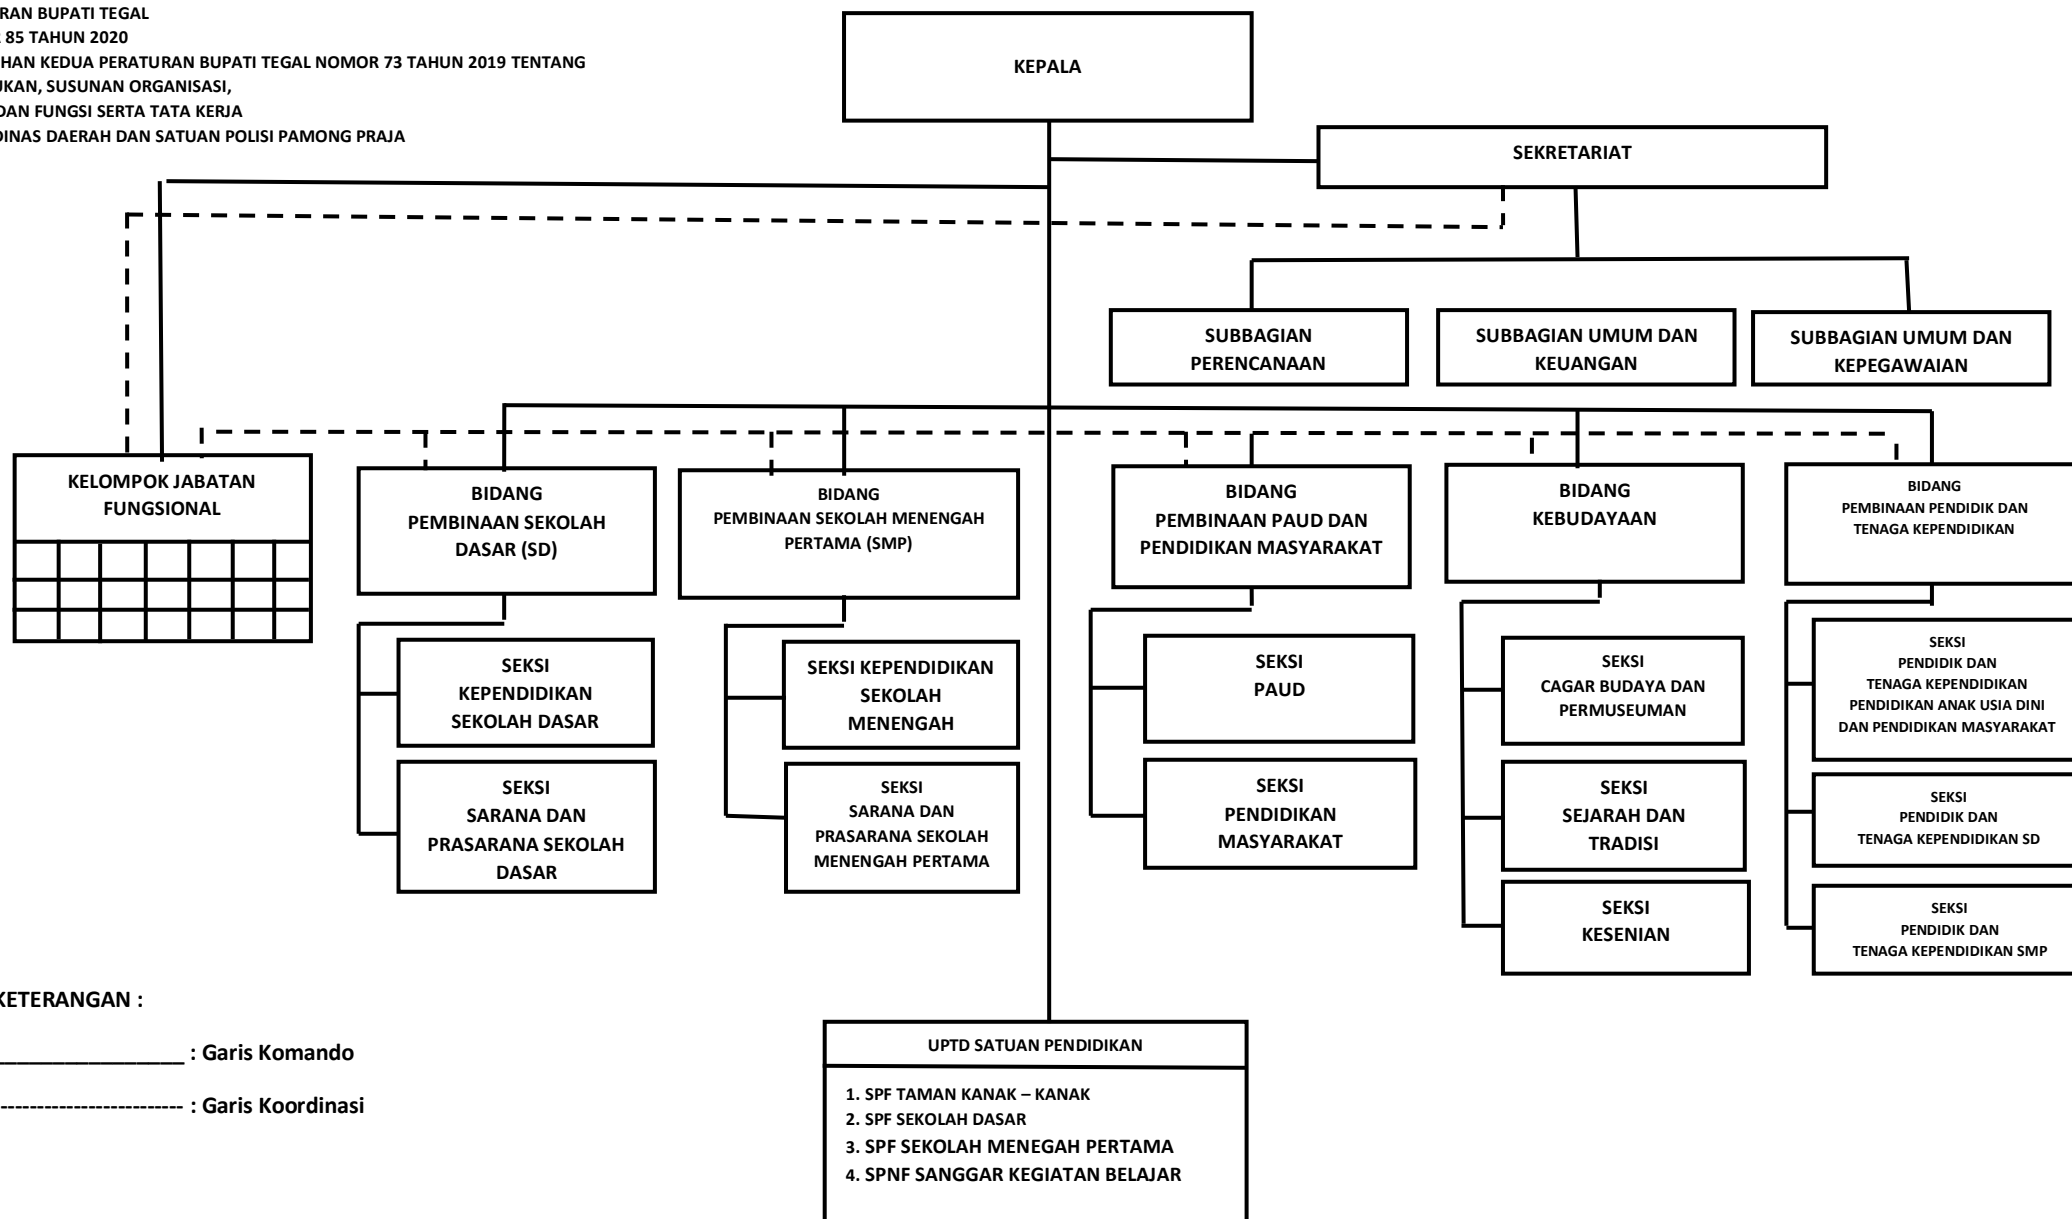 RAN BUPATI TEGAL
85 TAHUN 2020
HAN KEDUA PERATURAN BUPATI TEGAL NOMOR 73 TAHUN 2019 TENTANG
UKAN, SUSUNAN ORGANISASI,
DAN FUNGSI SERTA TATA KERJA
DINAS DAERAH DAN SATUAN POLISI PAMONG PRAJA
KEPALA
SEKRETARIAT
SUBBAGIAN
PERENCANAAN
SUBBAGIAN UMUM DAN
KEUANGAN
SUBBAGIAN UMUM DAN
KEPEGAWAIAN
KELOMPOK JABATAN
FUNGSIONAL
BIDANG
PEMBINAAN SEKOLAH
DASAR (SD)
BIDANG
PEMBINAAN SEKOLAH MENENGAH
PERTAMA (SMP)
BIDANG
PEMBINAAN PAUD DAN
PENDIDIKAN MASYARAKAT
BIDANG
KEBUDAYAAN
BIDANG
PEMBINAAN PENDIDIK DAN
TENAGA KEPENDIDIKAN
SEKSI
KEPENDIDIKAN
SEKOLAH DASAR
SEKSI
SARANA DAN
PRASARANA SEKOLAH
DASAR
SEKSI KEPENDIDIKAN
SEKOLAH
MENENGAH
SEKSI
SARANA DAN
PRASARANA SEKOLAH
MENENGAH PERTAMA
SEKSI
PAUD
SEKSI
PENDIDIKAN
MASYARAKAT
SEKSI
CAGAR BUDAYA DAN
PERMUSEUMAN
SEKSI
SEJARAH DAN
TRADISI
SEKSI
KESENIAN
SEKSI
PENDIDIK DAN
TENAGA KEPENDIDIKAN
PENDIDIKAN ANAK USIA DINI
DAN PENDIDIKAN MASYARAKAT
SEKSI
PENDIDIK DAN
TENAGA KEPENDIDIKAN SD
SEKSI
PENDIDIK DAN
TENAGA KEPENDIDIKAN SMP
KETERANGAN :
: Garis Komando
: Garis Koordinasi
UPTD SATUAN PENDIDIKAN
1. SPF TAMAN KANAK – KANAK
2. SPF SEKOLAH DASAR
3. SPF SEKOLAH MENEGAH PERTAMA
4. SPNF SANGGAR KEGIATAN BELAJAR